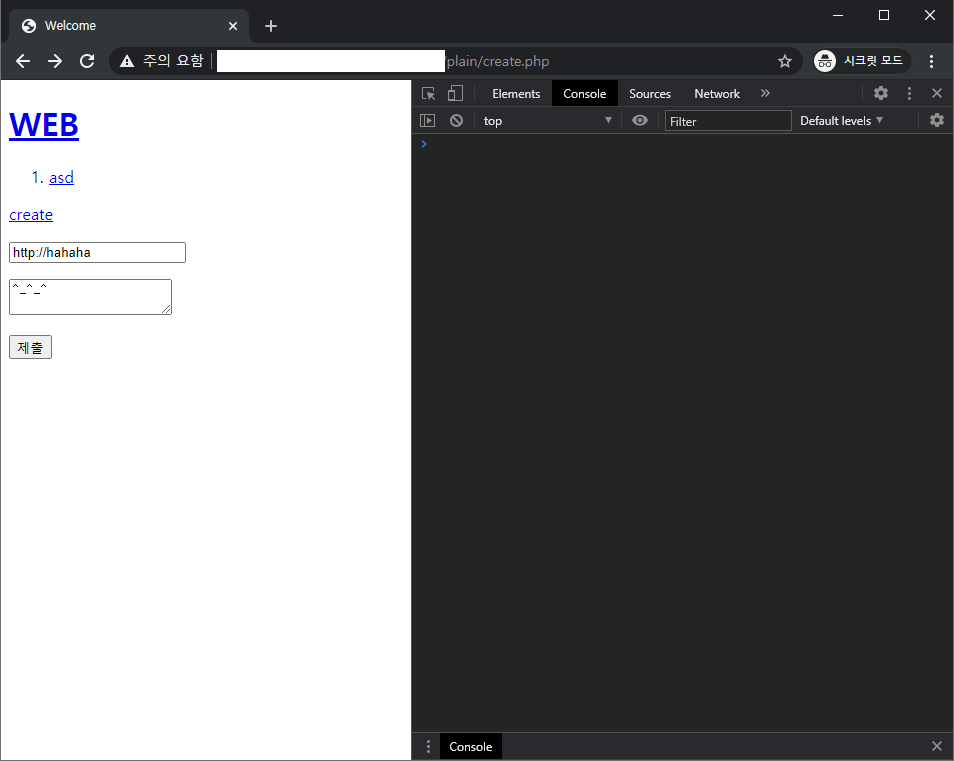 Welcome
주의 요함 /plain/create.php 시크릿 모드
Elements Console Sources Network
top Filter Default levels
WEB
1. asd
create
http://hahaha
^_^_^
제출
Console